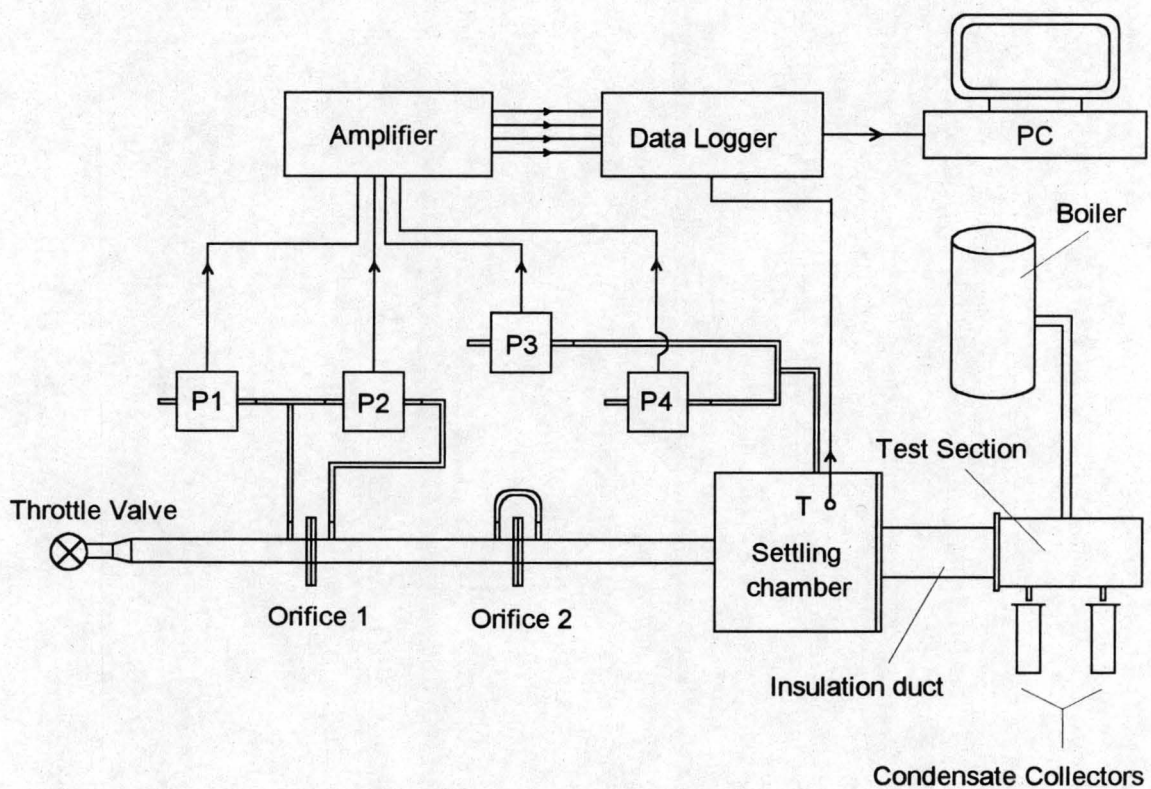 Amplifier
Data Logger
PC
Boiler
P1
P2
P3
P4
Test Section
Throttle Valve
T
Settling
chamber
Orifice 1
Orifice 2
Insulation duct
Condensate Collectors